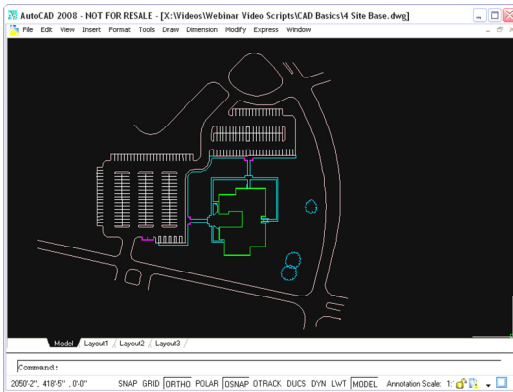 AutoCAD 2008 - NOT FOR RESALE - [X:\Videos\Webinar Video Scripts\CAD Basics\4 Site Base.dwg]
File Edit View Insert Format Tools Draw Dimension Modify Express Window
Model Layout1 Layout2 Layout3
Command:
2050'-2", 418'-5" , 0'-0" SNAP GRID ORTHO POLAR OSNAP OTRACK DUCS DYN LWT MODEL Annotation Scale: 1: